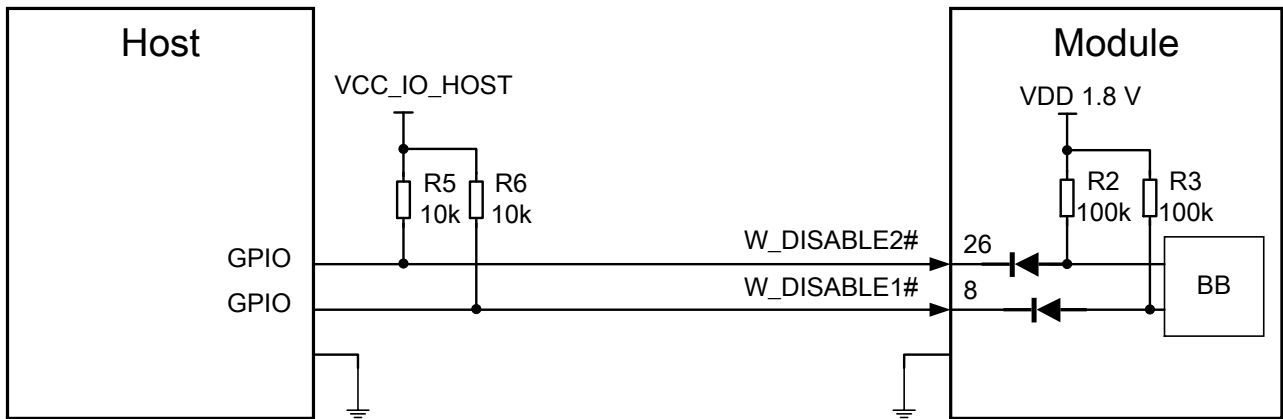 Host
Module
VCC_IO_HOST
VDD 1.8 V
R5
10k
R6
10k
R2
100k
R3
100k
GPIO
W_DISABLE2#
26
GPIO
W_DISABLE1#
8
BB